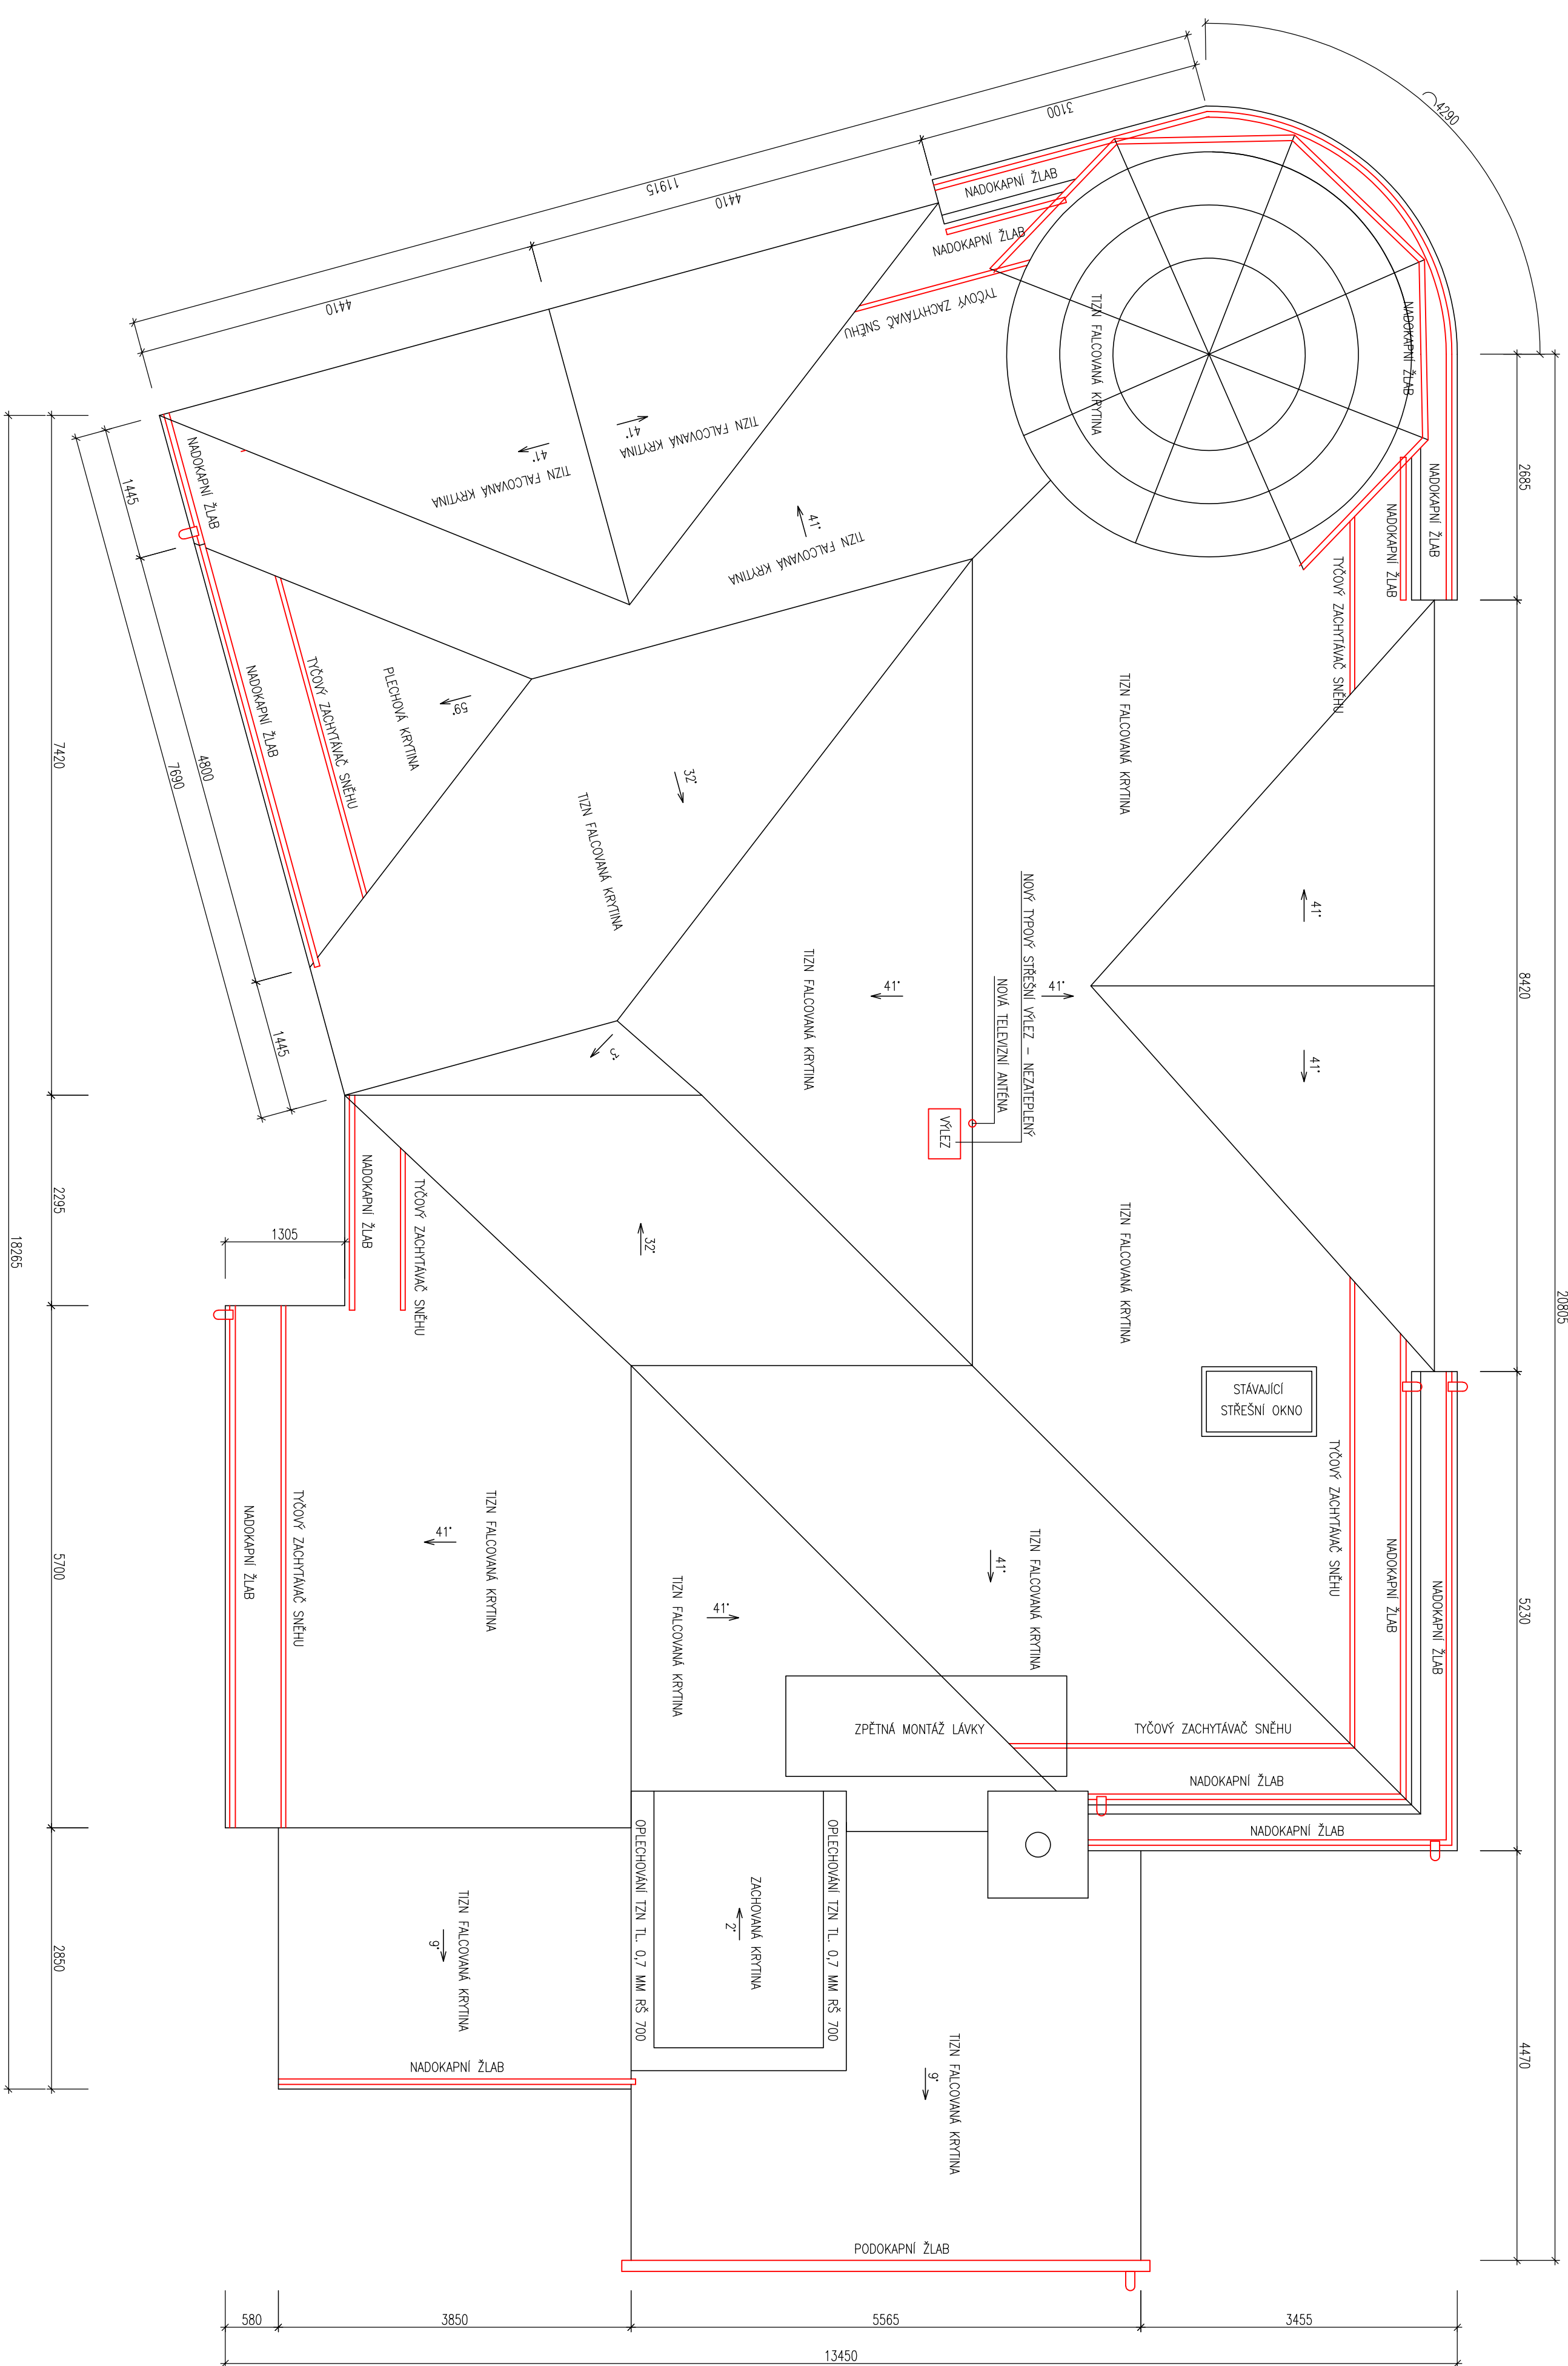 4290
3100
11915
4410
4410
NADOKAPNÍ ŽLAB
NADOKAPNÍ ŽLAB
TYČOVÝ ZACHYTÁVAČ SNĚHU
TIZN FALCOVANÁ KRYTINA
NADOKAPNÍ ŽLAB
NADOKAPNÍ ŽLAB
NADOKAPNÍ ŽLAB
TYČOVÝ ZACHYTÁVAČ SNĚHU
2685
8420
20805
5230
4470
41°
TIZN FALCOVANÁ KRYTINA
41°
TIZN FALCOVANÁ KRYTINA
41°
TIZN FALCOVANÁ KRYTINA
NADOKAPNÍ ŽLAB
1445
4800
7690
1445
NADOKAPNÍ ŽLAB
TYČOVÝ ZACHYTÁVAČ SNĚHU
PLECHOVÁ KRYTINA
59°
32°
TIZN FALCOVANÁ KRYTINA
TIZN FALCOVANÁ KRYTINA
41°
41°
41°
TIZN FALCOVANÁ KRYTINA
41°
NOVÝ TYPOVÝ STŘEŠNÍ VÝLEZ – NEZATEPLENÝ
NOVÁ TELEVIZNÍ ANTÉNA
VÝLEZ
3°
TIZN FALCOVANÁ KRYTINA
7420
2295
18265
5700
2850
1305
NADOKAPNÍ ŽLAB
TYČOVÝ ZACHYTÁVAČ SNĚHU
32°
STÁVAJÍCÍ
STŘEŠNÍ OKNO
TYČOVÝ ZACHYTÁVAČ SNĚHU
NADOKAPNÍ ŽLAB
NADOKAPNÍ ŽLAB
NADOKAPNÍ ŽLAB
TYČOVÝ ZACHYTÁVAČ SNĚHU
41°
TIZN FALCOVANÁ KRYTINA
TIZN FALCOVANÁ KRYTINA
41°
41°
TIZN FALCOVANÁ KRYTINA
ZPĚTNÁ MONTÁŽ LÁVKY
TYČOVÝ ZACHYTÁVAČ SNĚHU
NADOKAPNÍ ŽLAB
NADOKAPNÍ ŽLAB
OPLECHOVÁNÍ TZN TL. 0,7 MM RŠ 700
ZACHOVANÁ KRYTINA
2°
OPLECHOVÁNÍ TZN TL. 0,7 MM RŠ 700
TIZN FALCOVANÁ KRYTINA
9°
NADOKAPNÍ ŽLAB
9°
TIZN FALCOVANÁ KRYTINA
PODOKAPNÍ ŽLAB
580
3850
5565
3455
13450